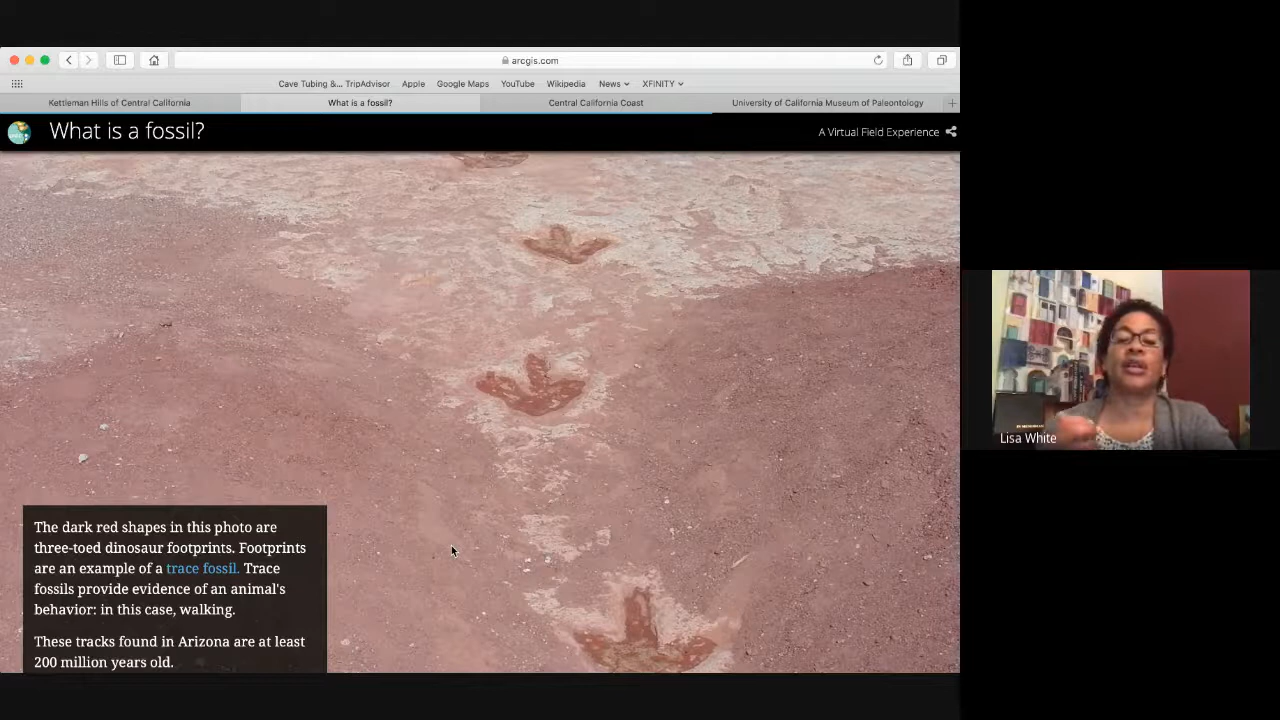 arcgis.com
Cave Tubing &... TripAdvisor Apple Google Maps YouTube Wikipedia News XFINITY
Kettleman Hills of Central California What is a fossil? Central California Coast University of California Museum of Paleontology
What is a fossil? A Virtual Field Experience
The dark red shapes in this photo are
three-toed dinosaur footprints. Footprints
are an example of a trace fossil. Trace
fossils provide evidence of an animal's
behavior: in this case, walking.
These tracks found in Arizona are at least
200 million years old.
Lisa White